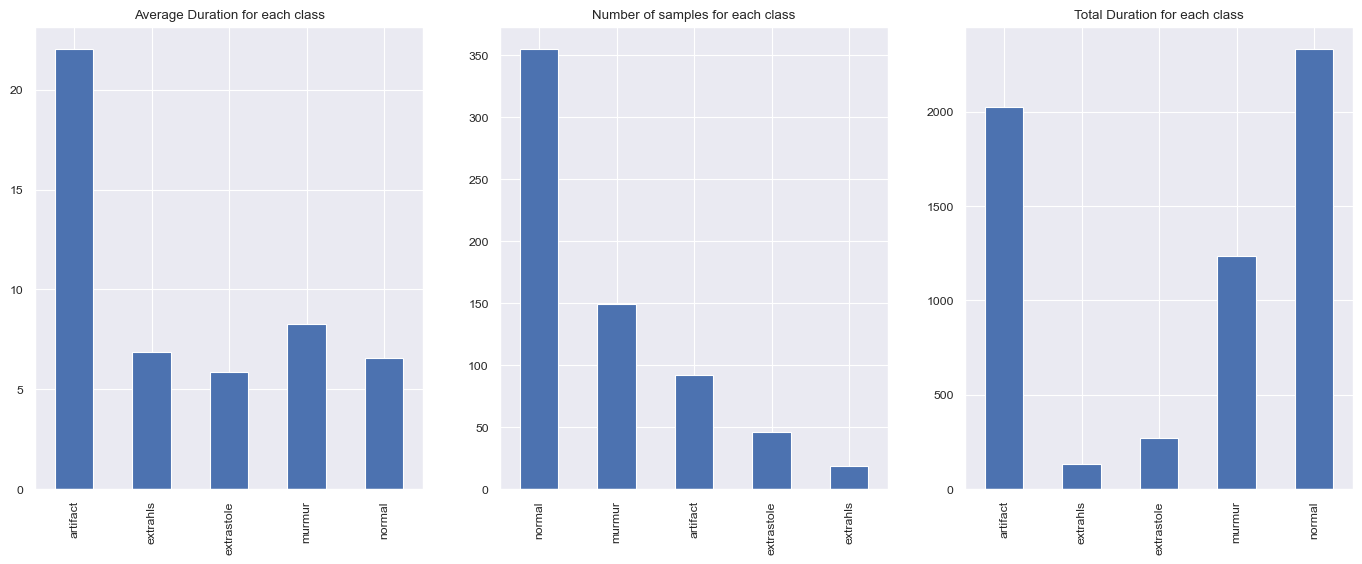 Average Duration for each class
20
15
10
5
0
artifact
extrahls
extrastole
murmur
normal
Number of samples for each class
350
300
250
200
150
100
50
0
normal
murmur
artifact
extrastole
extrahls
Total Duration for each class
2000
1500
1000
500
0
artifact
extrahls
extrastole
murmur
normal